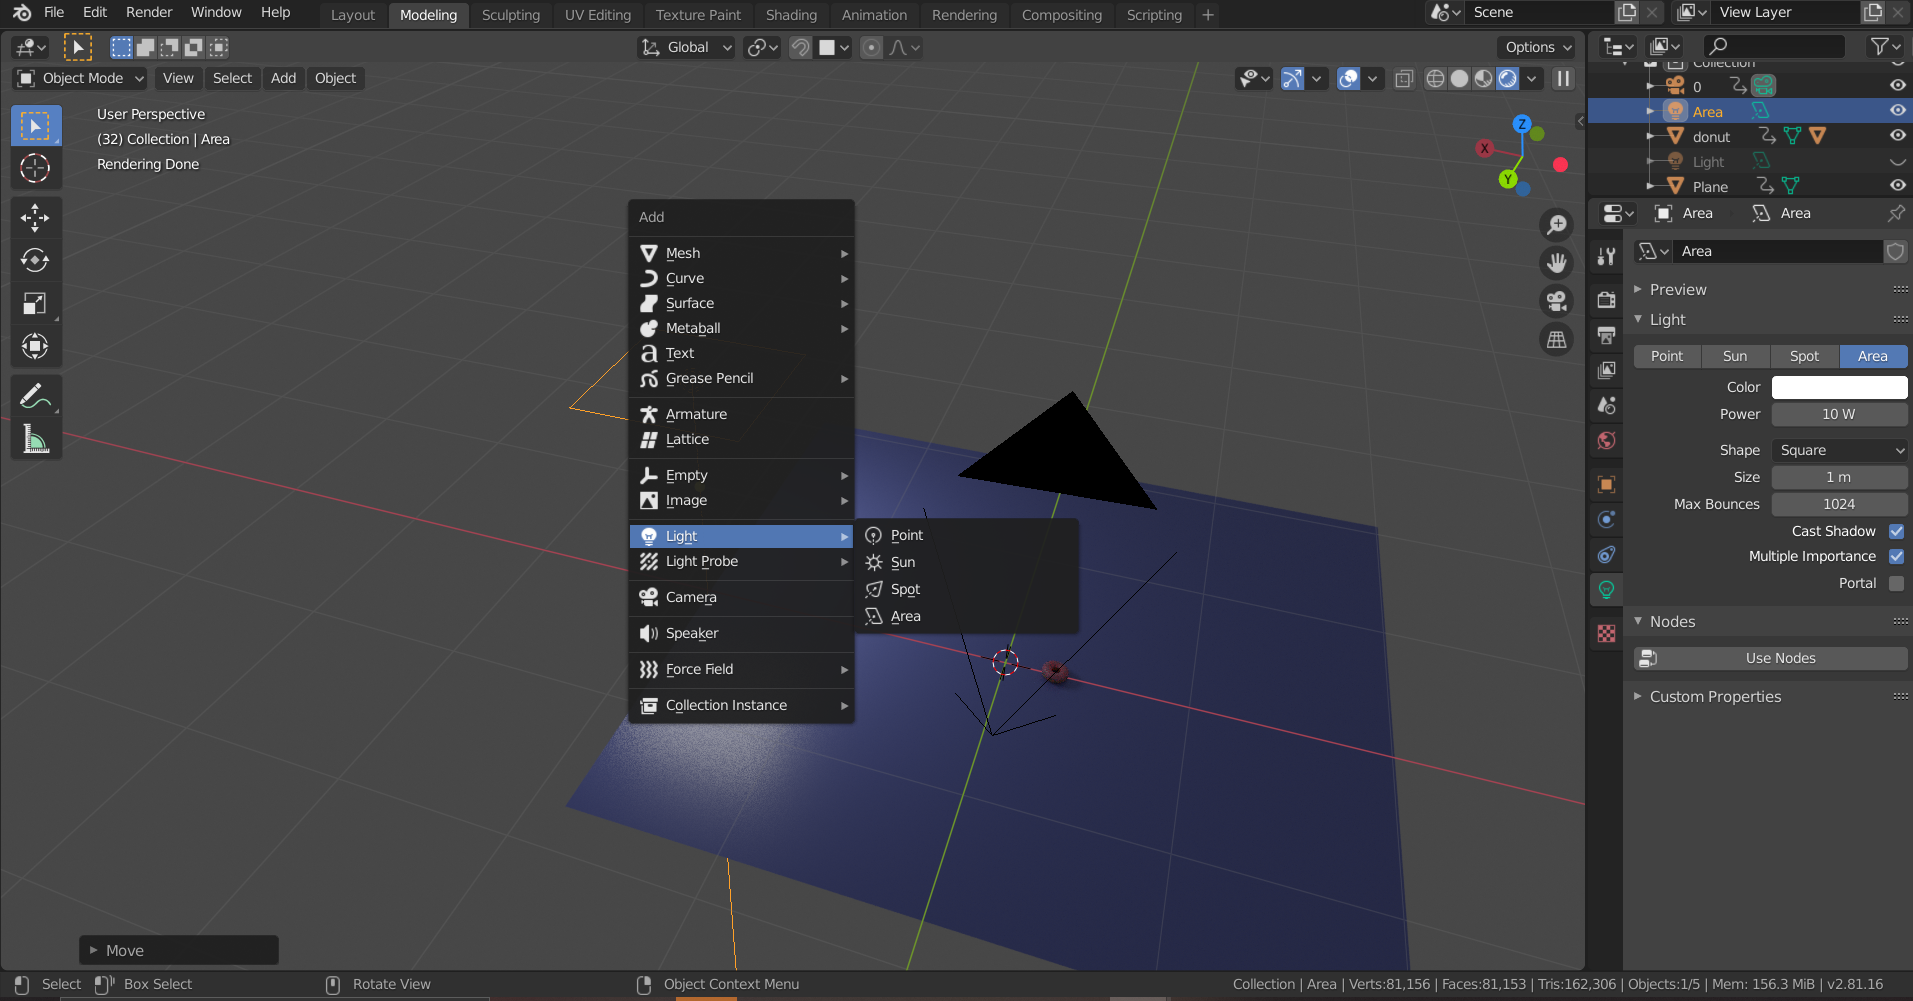 File Edit Render Window Help Layout Modeling Sculpting UV Editing Texture Paint Shading Animation Rendering Compositing Scripting + Scene View Layer
Global Options
Object Mode View Select Add Object
User Perspective
(32) Collection | Area
Rendering Done
Z
X
Y
Add
Mesh
Curve
Surface
Metaball
Text
Grease Pencil
Armature
Lattice
Empty
Image
Light
Light Probe
Camera
Speaker
Force Field
Collection Instance
Point
Sun
Spot
Area
Move
Collection
0
Area
donut
Light
Plane
Area Area
Area
Preview
Light
Point Sun Spot Area
Color
Power 10 W
Shape Square
Size 1 m
Max Bounces 1024
Cast Shadow
Multiple Importance
Portal
Nodes
Use Nodes
Custom Properties
Select Box Select Rotate View Object Context Menu Collection | Area | Verts:81,156 | Faces:81,153 | Tris:162,306 | Objects:1/5 | Mem: 156.3 MiB | v2.81.16